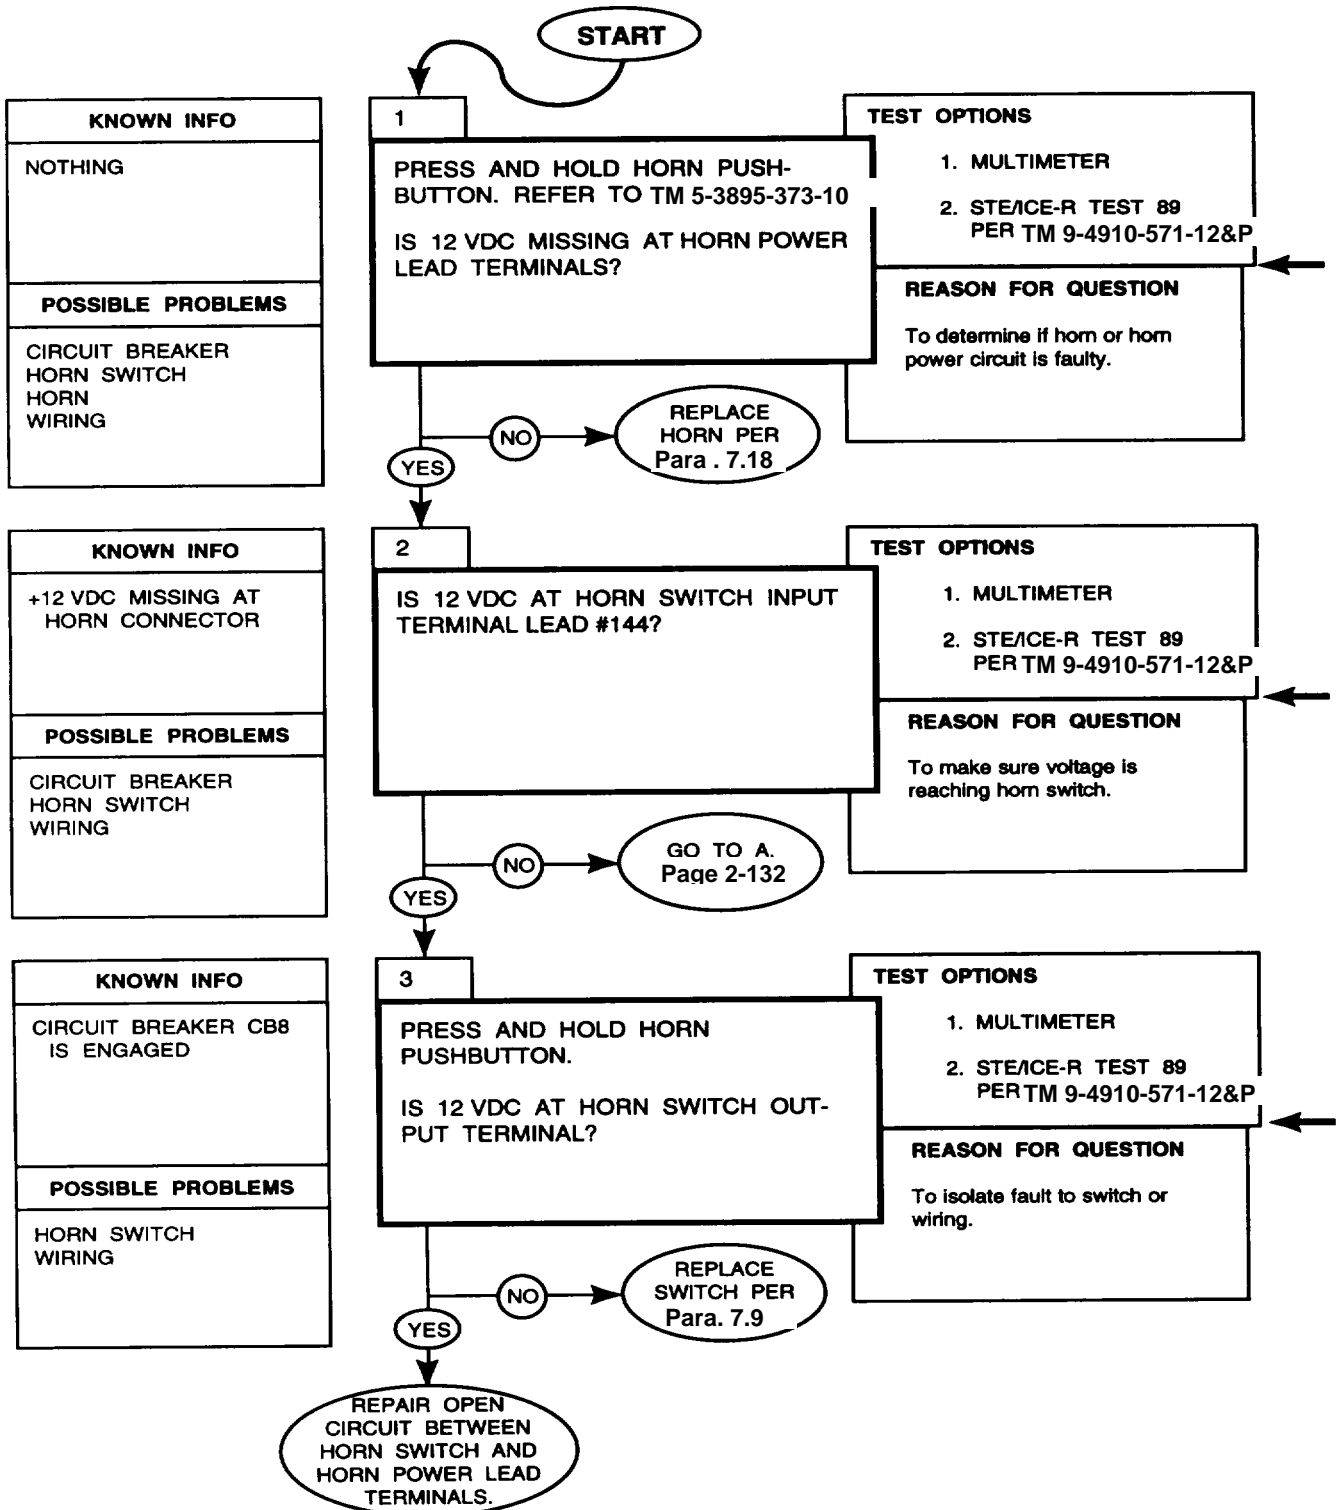 START
KNOWN INFO
NOTHING
POSSIBLE PROBLEMS
CIRCUIT BREAKER
HORN SWITCH
HORN
WIRING
1
PRESS AND HOLD HORN PUSH-
BUTTON. REFER TO TM 5-3895-373-10
IS 12 VDC MISSING AT HORN POWER
LEAD TERMINALS?
TEST OPTIONS
1. MULTIMETER
2. STE/ICE-R TEST 89
PER TM 9-4910-571-12&P
REASON FOR QUESTION
To determine if horn or horn
power circuit is faulty.
NO
REPLACE
HORN PER
Para . 7.18
YES
KNOWN INFO
+12 VDC MISSING AT
HORN CONNECTOR
POSSIBLE PROBLEMS
CIRCUIT BREAKER
HORN SWITCH
WIRING
2
IS 12 VDC AT HORN SWITCH INPUT
TERMINAL LEAD #144?
TEST OPTIONS
1. MULTIMETER
2. STE/ICE-R TEST 89
PER TM 9-4910-571-12&P
REASON FOR QUESTION
To make sure voltage is
reaching horn switch.
NO
GO TO A.
Page 2-132
YES
KNOWN INFO
CIRCUIT BREAKER CB8
IS ENGAGED
POSSIBLE PROBLEMS
HORN SWITCH
WIRING
3
PRESS AND HOLD HORN
PUSHBUTTON.
IS 12 VDC AT HORN SWITCH OUT-
PUT TERMINAL?
TEST OPTIONS
1. MULTIMETER
2. STE/ICE-R TEST 89
PER TM 9-4910-571-12&P
REASON FOR QUESTION
To isolate fault to switch or
wiring.
NO
REPLACE
SWITCH PER
Para. 7.9
YES
REPAIR OPEN
CIRCUIT BETWEEN
HORN SWITCH AND
HORN POWER LEAD
TERMINALS.